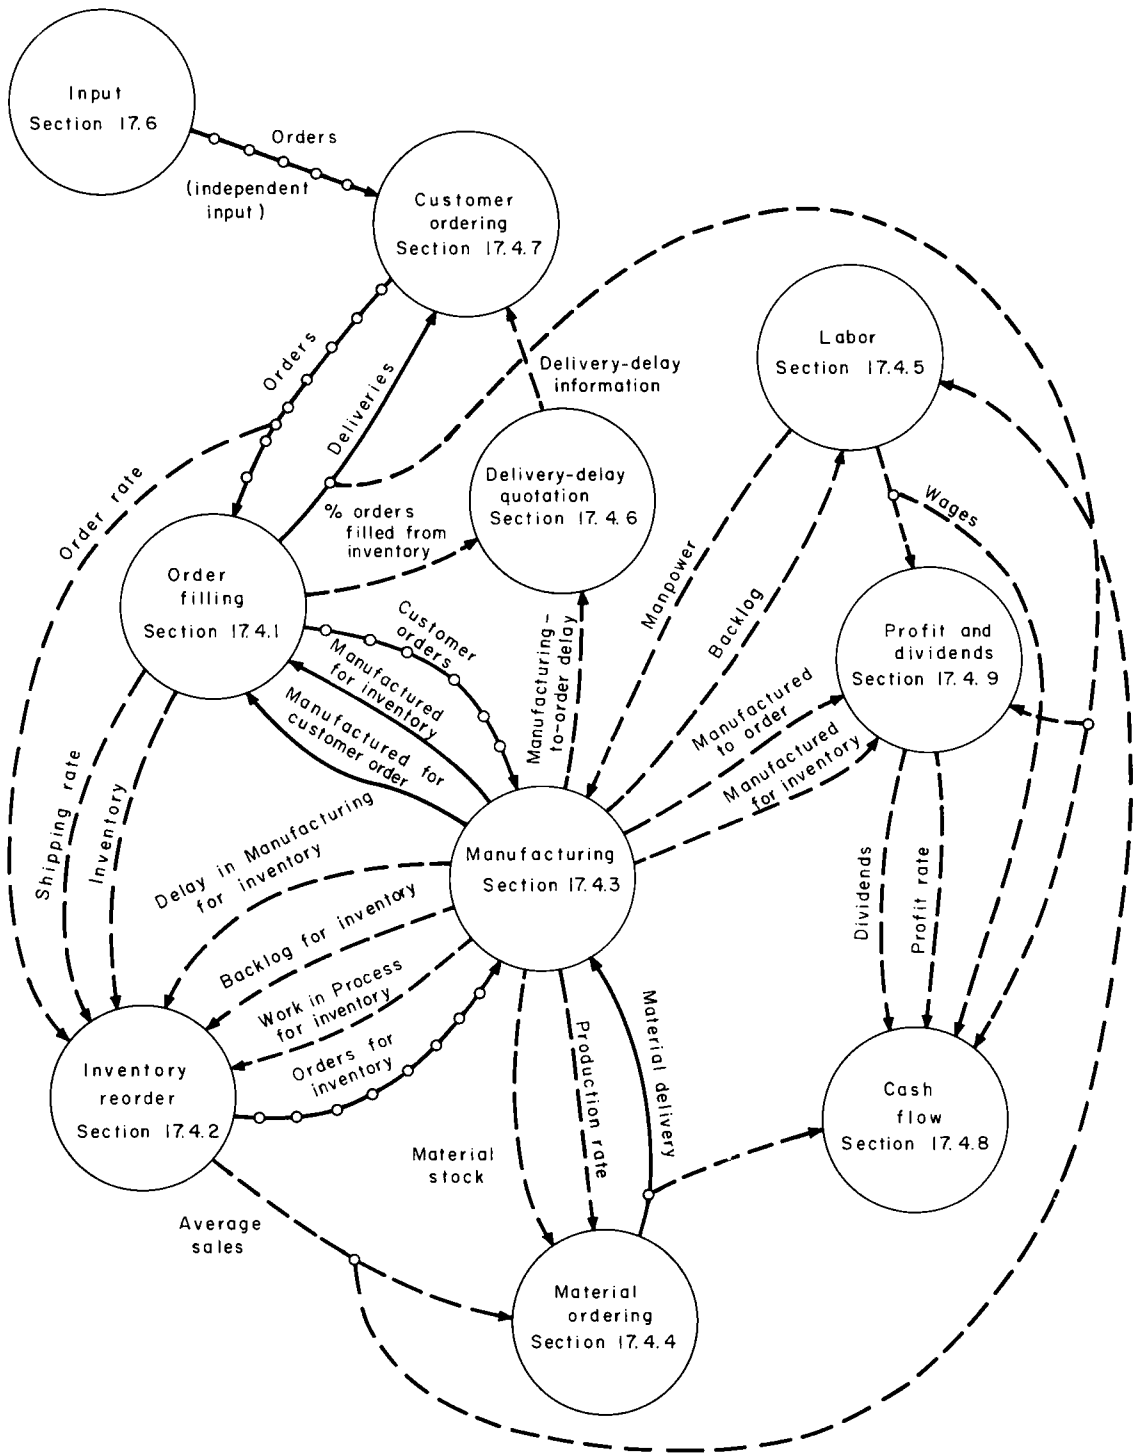 Input
Section 17.6
Orders
(independent
input)
Customer
ordering
Section 17.4.7
Labor
Section 17.4.5
Orders
Deliveries
Delivery-delay
information
Order rate
Delivery-delay
quotation
Section 17.4.6
Wages
% orders
filled from
inventory
Order
filling
Section 17.4.1
Customer
orders
Manufactured
for inventory
Manufactured for
customer order
Manufacturing-
to-order delay
Manpower
Backlog
Profit and
dividends
Section 17.4.9
Manufactured
to order
Manufactured
for inventory
Shipping rate
Inventory
Delay in Manufacturing
for inventory
Manufacturing
Section 17.4.3
Dividends
Profit rate
Backlog for inventory
Work in Process
for inventory
Orders for
inventory
Production rate
Material delivery
Inventory
reorder
Section 17.4.2
Cash
flow
Section 17.4.8
Material
stock
Average
sales
Material
ordering
Section 17.4.4